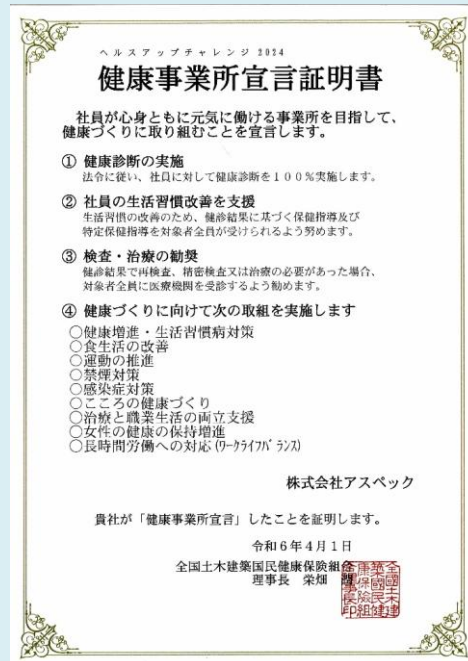 ヘルスアップチャレンジ 2024
健康事業所宣言証明書
社員が心身ともに元気に働ける事業所を目指して、
健康づくりに取り組むことを宣言します。
① 健康診断の実施
法令に従い、社員に対して健康診断を100%実施します。
② 社員の生活習慣改善を支援
生活習慣の改善のため、健診結果に基づく保健指導及び
特定保健指導を対象者全員が受けられるよう努めます。
③ 検査・治療の勧奨
健診結果で再検査、精密検査又は治療の必要があった場合、
対象者全員に医療機関を受診するよう勧めます。
④ 健康づくりに向けて次の取組を実施します
○健康増進・生活習慣病対策
○食生活の改善
○運動の推進
○禁煙対策
○感染症対策
○こころの健康づくり
○治療と職業生活の両立支援
○女性の健康の保持増進
○長時間労働への対応(ワークライフバランス)
株式会社アスペック
貴社が「健康事業所宣言」したことを証明します。
令和6年4月1日
全国土木建築国民健康保険組合
理事長 栄畑
全國土木建
築國民健
康保險組
合理事長印